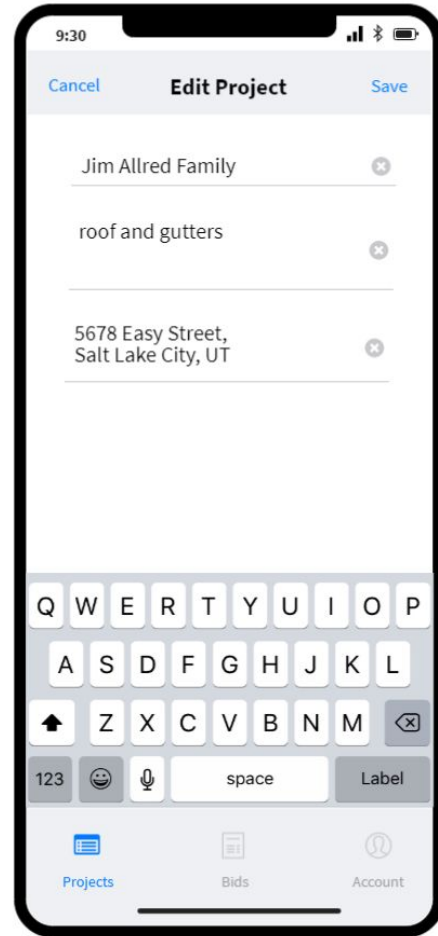 9:30
Cancel Edit Project Save
Jim Allred Family
roof and gutters
5678 Easy Street,
Salt Lake City, UT
Q W E R T Y U I O P
A S D F G H J K L
Z X C V B N M
123 space Label
Projects Bids Account